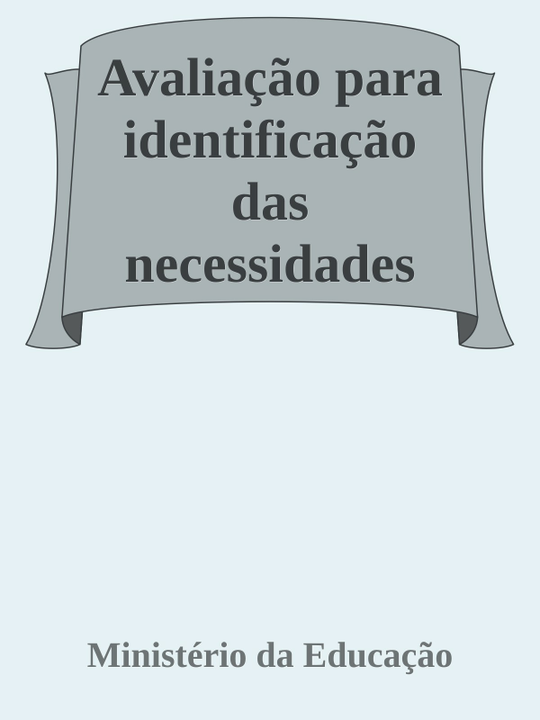 Avaliação para
identificação
das
necessidades
Ministério da Educação